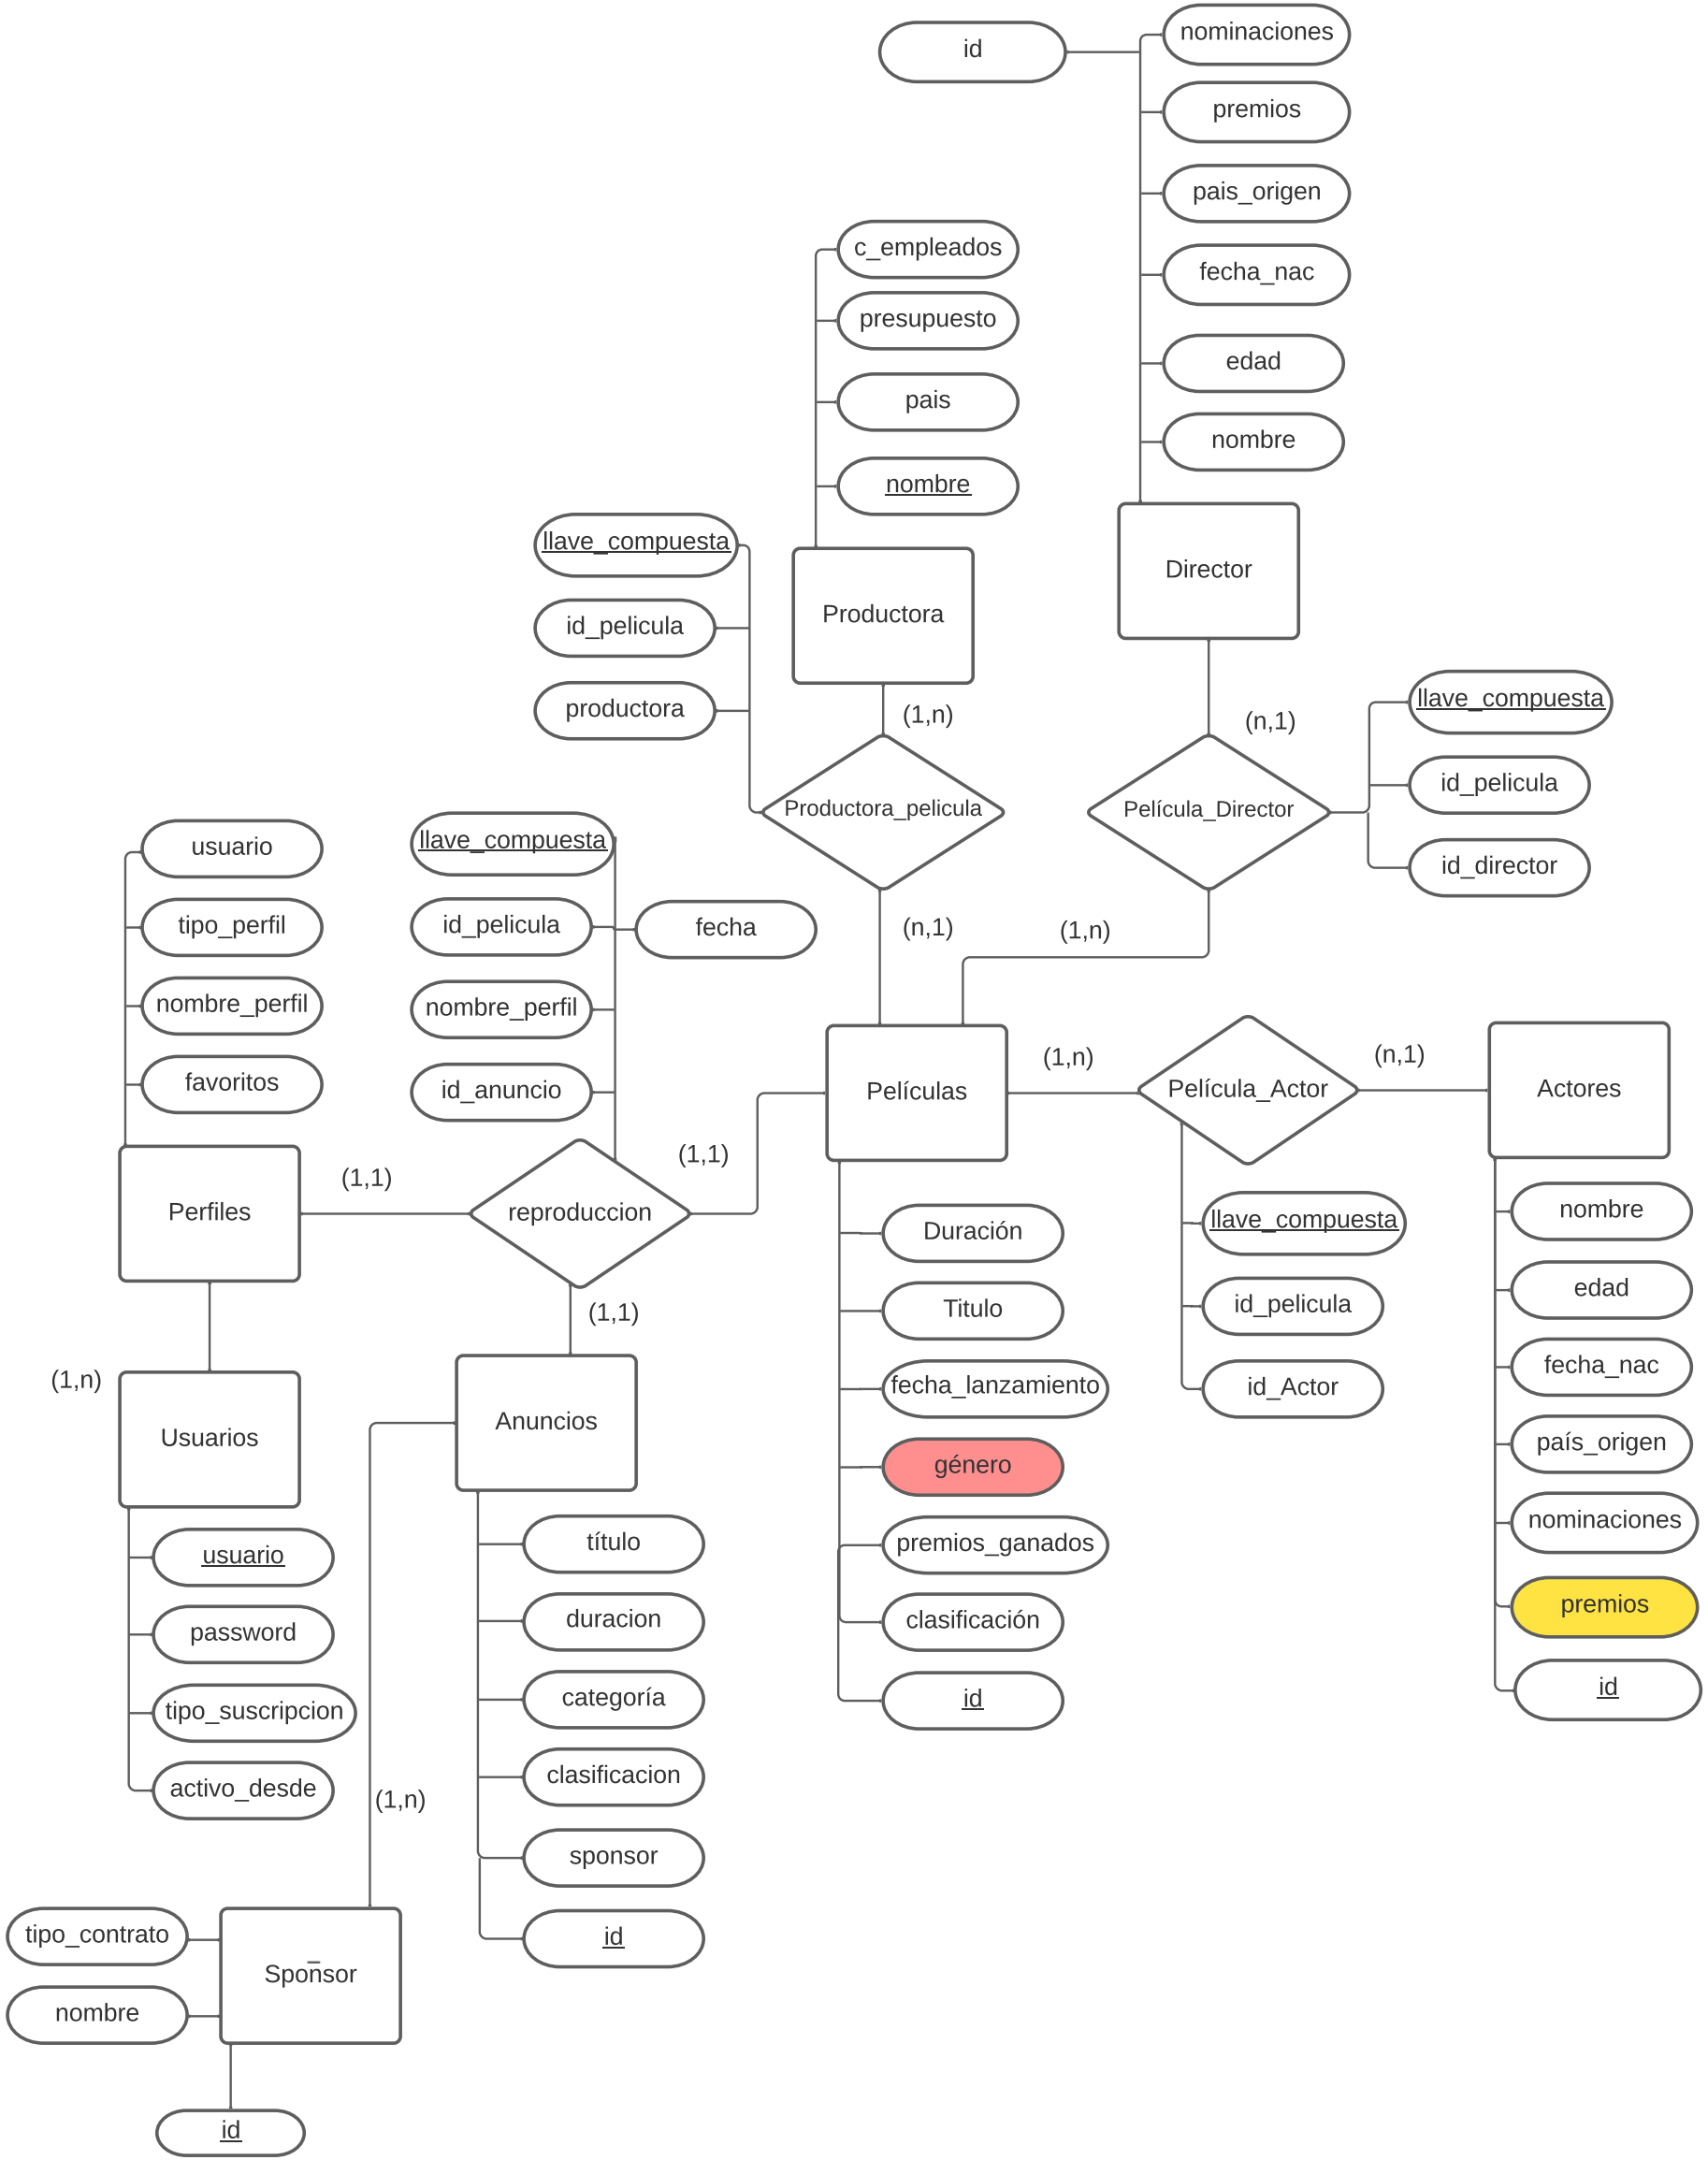 nominaciones
id
premios
pais_origen
fecha_nac
edad
nombre
c_empleados
presupuesto
pais
nombre
Director
llave_compuesta
id_pelicula
productora
Productora
(1,n)
(n,1)
llave_compuesta
id_pelicula
id_director
Productora_pelicula
Película_Director
(n,1)
(1,n)
usuario
tipo_perfil
nombre_perfil
favoritos
llave_compuesta
id_pelicula
fecha
nombre_perfil
id_anuncio
Películas
(1,n)
Película_Actor
(n,1)
Actores
Perfiles
(1,1)
reproduccion
(1,1)
(1,1)
Duración
Titulo
fecha_lanzamiento
género
premios_ganados
clasificación
id
llave_compuesta
id_pelicula
id_Actor
nombre
edad
fecha_nac
país_origen
nominaciones
premios
id
(1,n)
Usuarios
usuario
password
tipo_suscripcion
activo_desde
Anuncios
título
duracion
categoría
clasificacion
sponsor
id
(1,n)
tipo_contrato
nombre
Sponsor
id